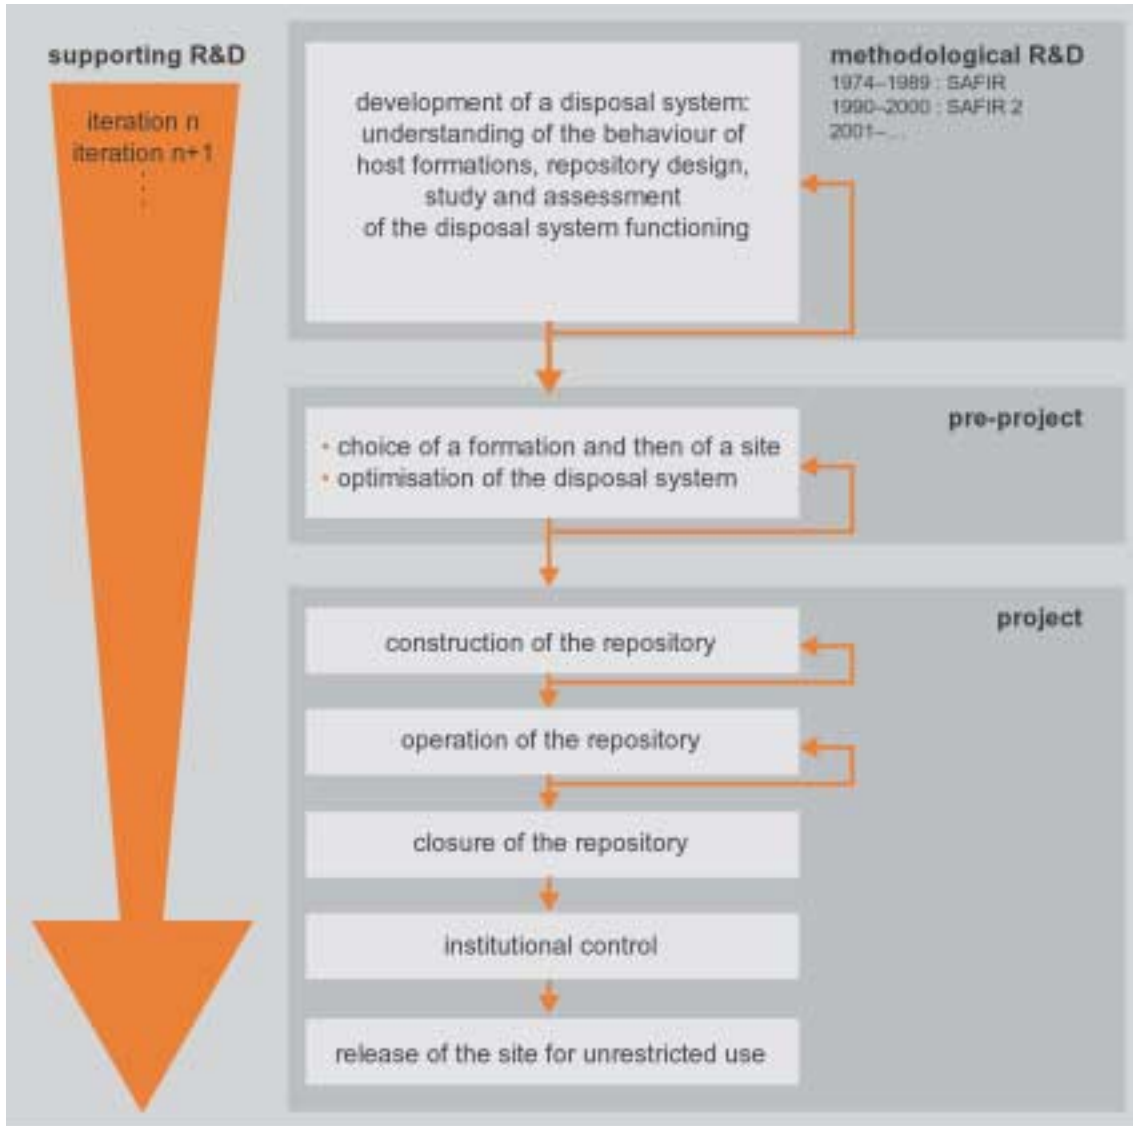 supporting R&D
iteration n
iteration n+1
development of a disposal system:
understanding of the behaviour of
host formations, repository design,
study and assessment
of the disposal system functioning
methodological R&D
1974–1989 : SAFIR
1990–2000 : SAFIR 2
2001–...
pre-project
• choice of a formation and then of a site
• optimisation of the disposal system
project
construction of the repository
operation of the repository
closure of the repository
institutional control
release of the site for unrestricted use